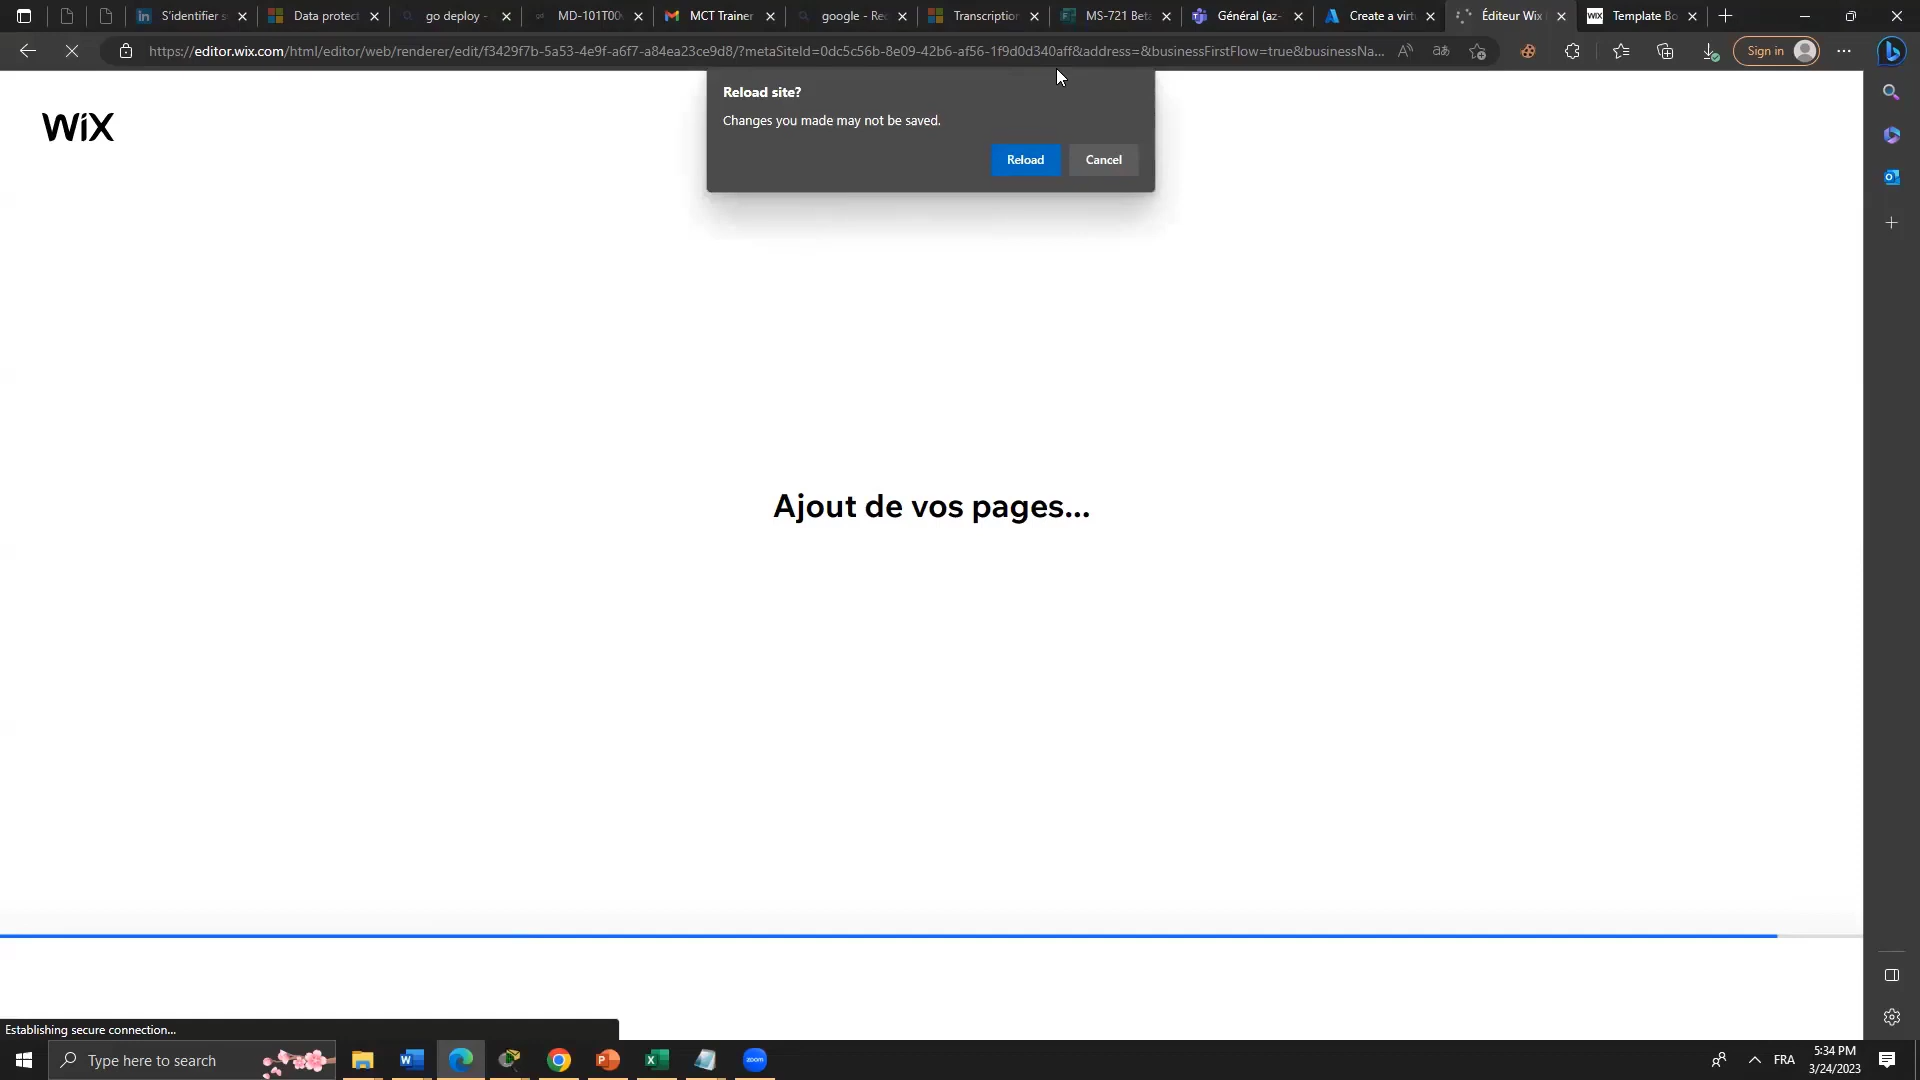 S'identifier s
Data protect
go deploy -
MD-101T00
MCT Trainer
google - Re
Transcription
MS-721 Beta
Général (az-
Create a virtu
Éditeur Wix
WIX
Template Bo
https://editor.wix.com/html/editor/web/renderer/edit/f3429f7b-5a53-4e9f-a6f7-a84ea23ce9d8/?metaSiteId=0dc5c56b-8e09-42b6-af56-1f9d0d340aff&address=&businessFirstFlow=true&businessNa...
Sign in
WiX
Reload site?
Changes you made may not be saved.
Reload
Cancel
Ajout de vos pages...
Establishing secure connection...
Type here to search
zoom
FRA
5:34 PM
3/24/2023